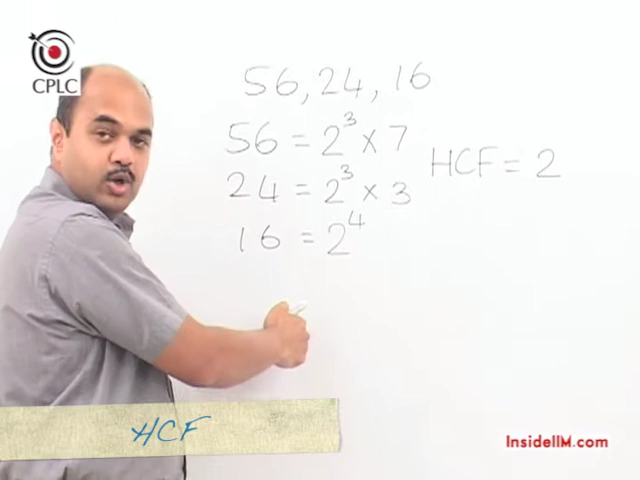 CPLC
56, 24, 16
56 = 2³ × 7
24 = 2³ × 3
16 = 2⁴
HCF = 2
HCF
InsideIIM.com